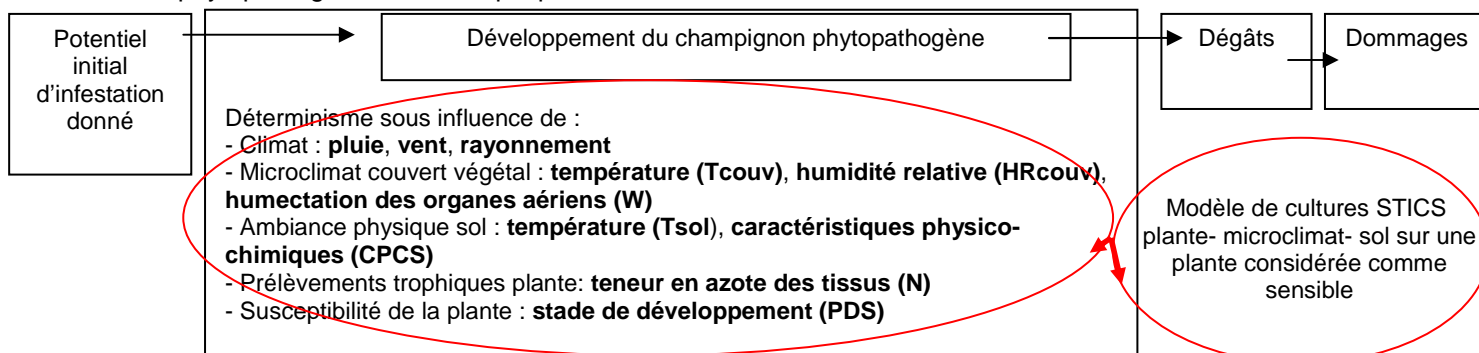 Potentiel
initial
d'infestation
donné
Développement du champignon phytopathogène
Dégâts
Dommages
Déterminisme sous influence de :
- Climat : pluie, vent, rayonnement
- Microclimat couvert végétal : température (Tcouv), humidité relative (HRcouv),
humectation des organes aériens (W)
- Ambiance physique sol : température (Tsol), caractéristiques physico-
chimiques (CPCS)
- Prélèvements trophiques plante: teneur en azote des tissus (N)
- Susceptibilité de la plante : stade de développement (PDS)
Modèle de cultures STICS
plante- microclimat- sol sur une
plante considérée comme
sensible